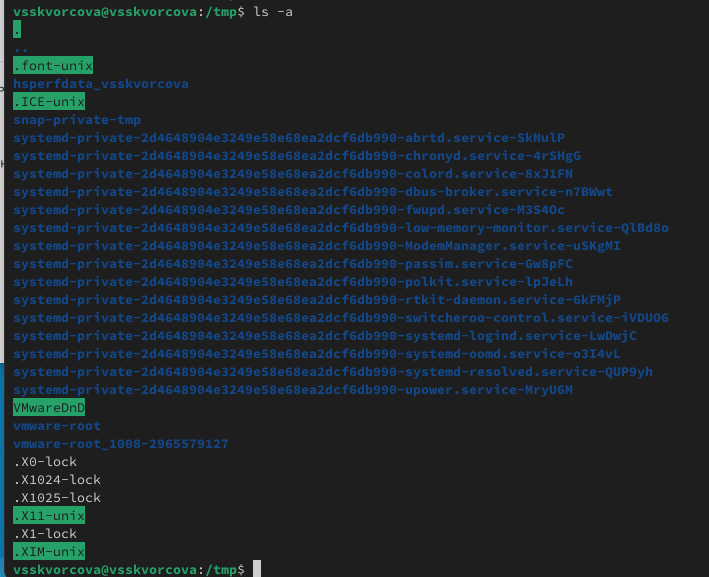 vsskvorcova@vsskvorcova:/tmp$ ls -a
.
..
.font-unix
hsperfdata_vsskvorcova
.ICE-unix
snap-private-tmp
systemd-private-2d4648904e3249e58e68ea2dcf6db990-abrtd.service-SkNulP
systemd-private-2d4648904e3249e58e68ea2dcf6db990-chronyd.service-4rSHgG
systemd-private-2d4648904e3249e58e68ea2dcf6db990-colord.service-8xJ1FN
systemd-private-2d4648904e3249e58e68ea2dcf6db990-dbus-broker.service-n7BWwt
systemd-private-2d4648904e3249e58e68ea2dcf6db990-fwupd.service-M3S4Oc
systemd-private-2d4648904e3249e58e68ea2dcf6db990-low-memory-monitor.service-QlBd8o
systemd-private-2d4648904e3249e58e68ea2dcf6db990-ModemManager.service-uSKgMI
systemd-private-2d4648904e3249e58e68ea2dcf6db990-passim.service-Gw8pFC
systemd-private-2d4648904e3249e58e68ea2dcf6db990-polkit.service-lpJeLh
systemd-private-2d4648904e3249e58e68ea2dcf6db990-rtkit-daemon.service-6kFMjP
systemd-private-2d4648904e3249e58e68ea2dcf6db990-switcheroo-control.service-iVDUO6
systemd-private-2d4648904e3249e58e68ea2dcf6db990-systemd-logind.service-LwDwjC
systemd-private-2d4648904e3249e58e68ea2dcf6db990-systemd-oomd.service-o3I4vL
systemd-private-2d4648904e3249e58e68ea2dcf6db990-systemd-resolved.service-QUP9yh
systemd-private-2d4648904e3249e58e68ea2dcf6db990-upower.service-MryU6M
VMwareDnD
vmware-root
vmware-root_1008-2965579127
.X0-lock
.X1024-lock
.X1025-lock
.X11-unix
.X1-lock
.XIM-unix
vsskvorcova@vsskvorcova:/tmp$